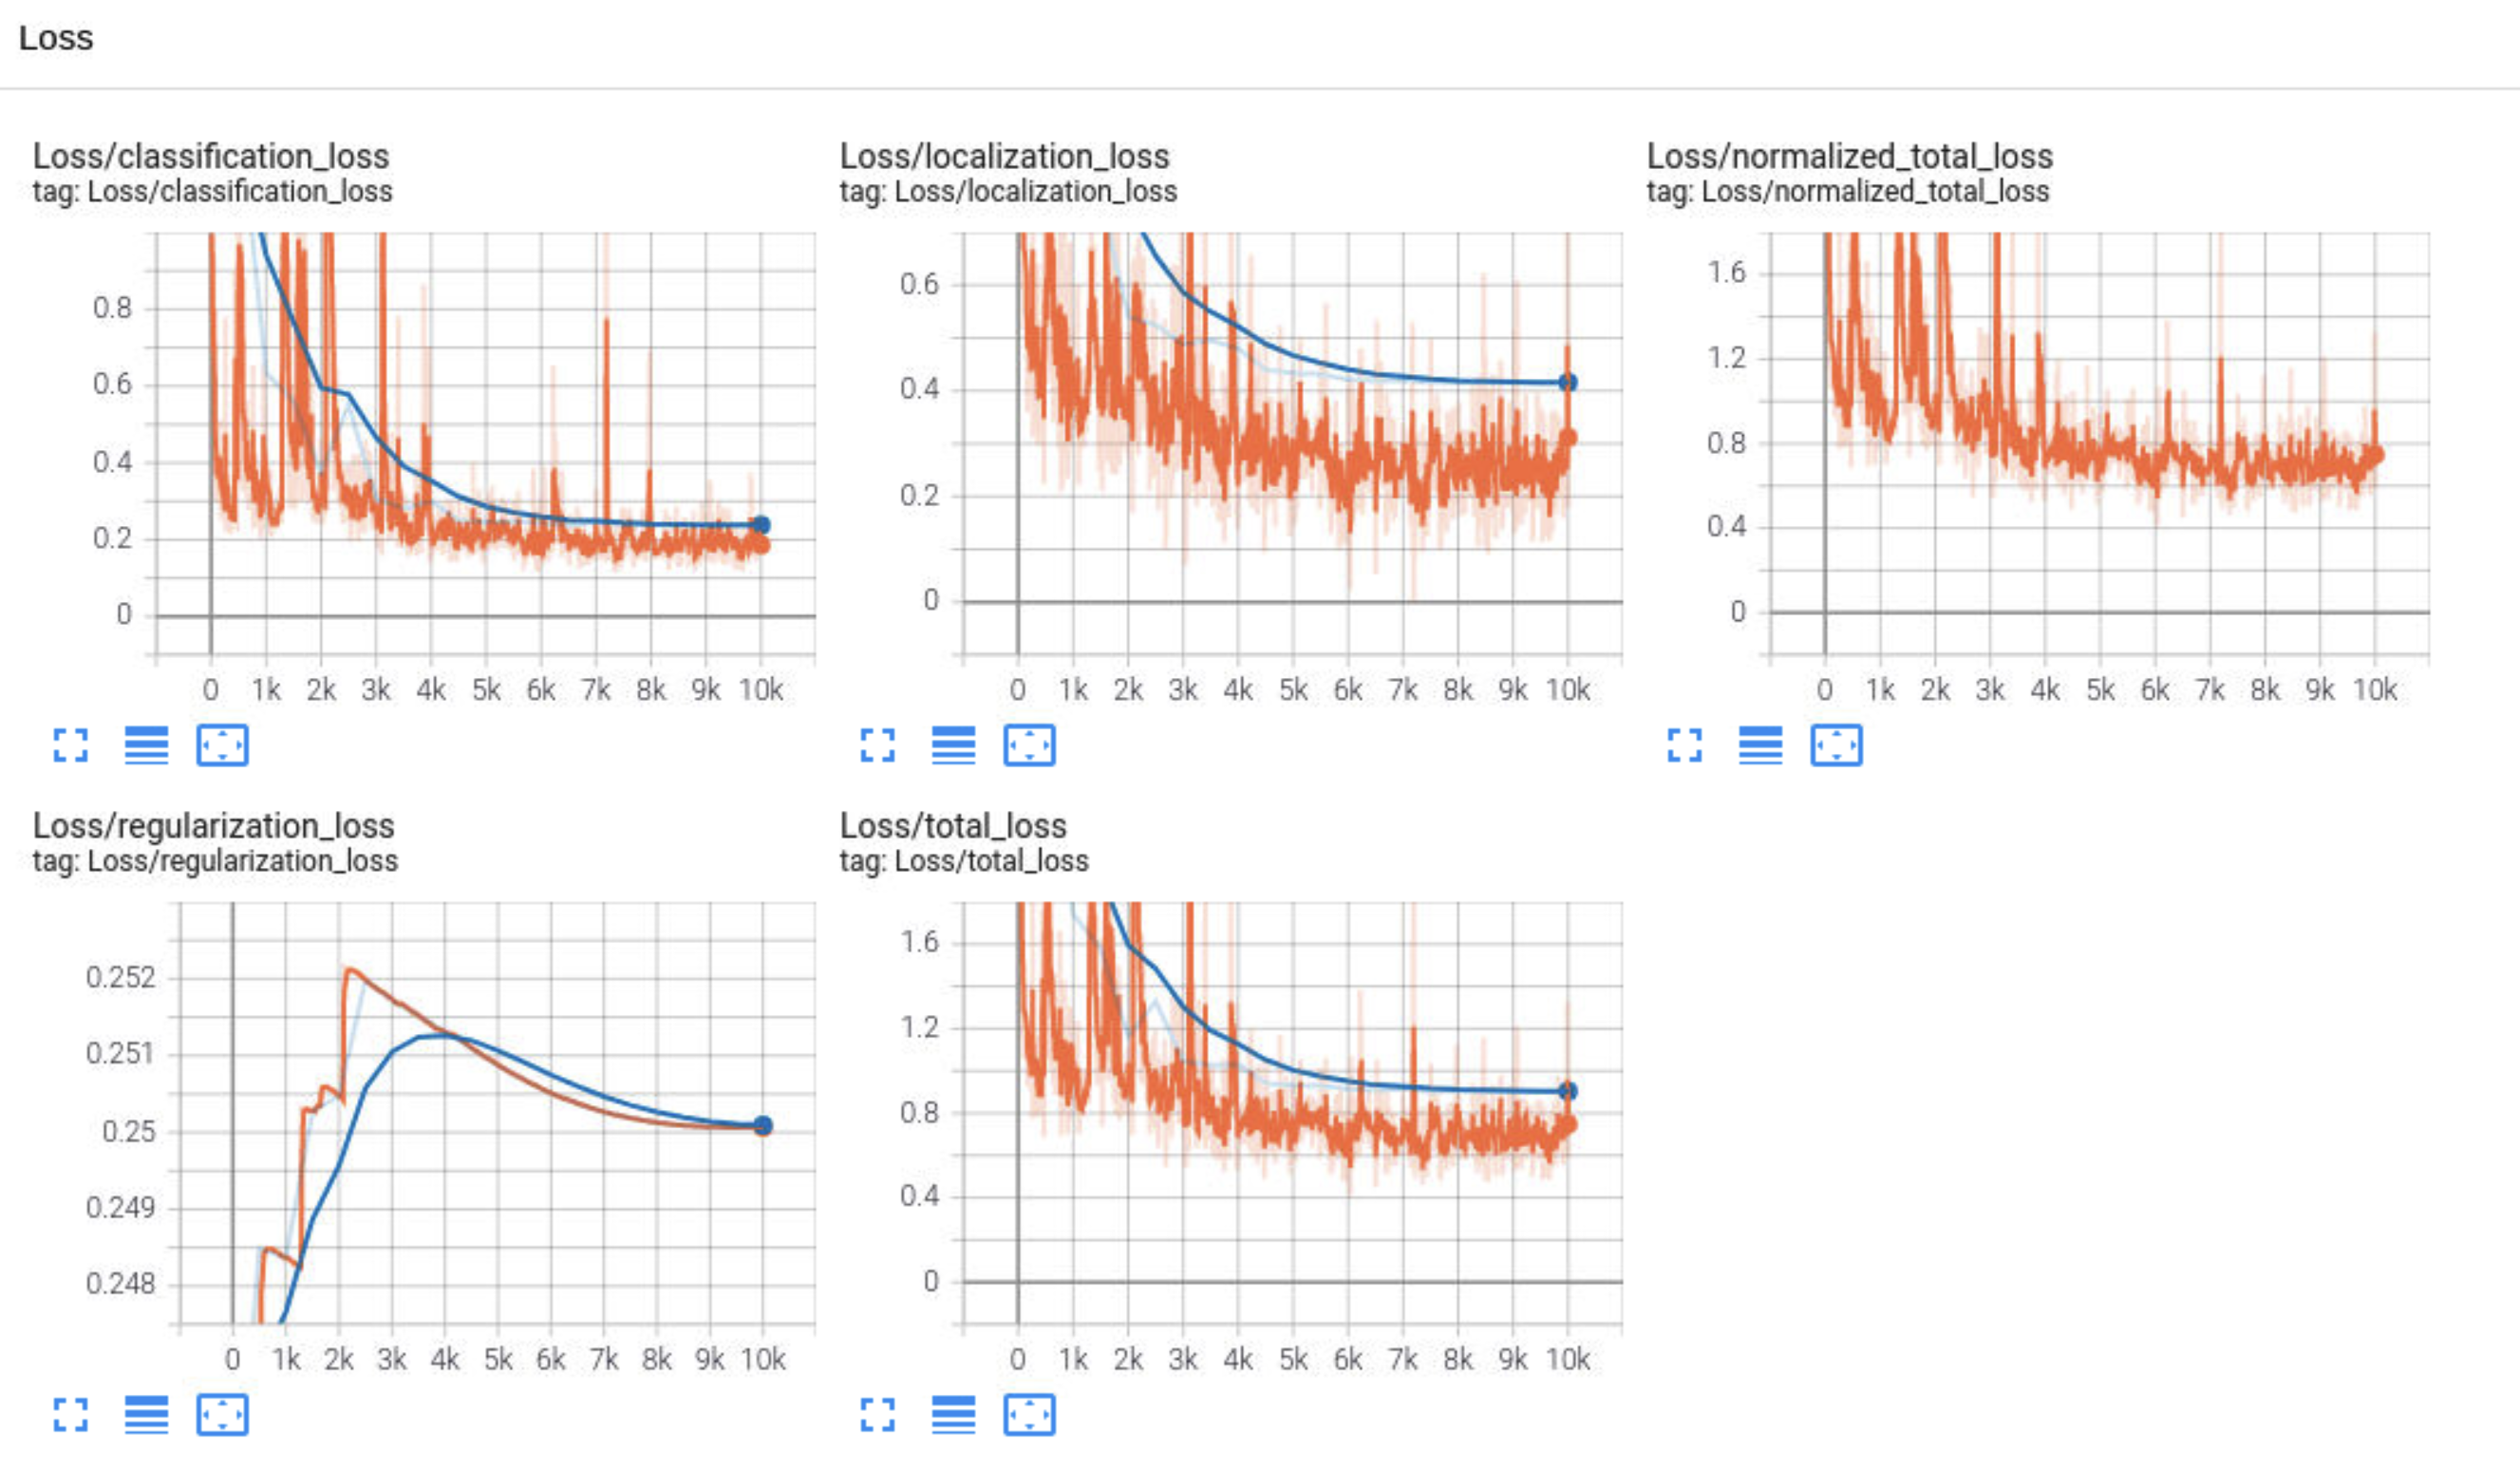 Loss
Loss/classification_loss
tag: Loss/classification_loss
0.8
0.6
0.4
0.2
0
0 1k 2k 3k 4k 5k 6k 7k 8k 9k 10k
Loss/localization_loss
tag: Loss/localization_loss
0.6
0.4
0.2
0
0 1k 2k 3k 4k 5k 6k 7k 8k 9k 10k
Loss/normalized_total_loss
tag: Loss/normalized_total_loss
1.6
1.2
0.8
0.4
0
0 1k 2k 3k 4k 5k 6k 7k 8k 9k 10k
Loss/regularization_loss
tag: Loss/regularization_loss
0.252
0.251
0.25
0.249
0.248
0 1k 2k 3k 4k 5k 6k 7k 8k 9k 10k
Loss/total_loss
tag: Loss/total_loss
1.6
1.2
0.8
0.4
0
0 1k 2k 3k 4k 5k 6k 7k 8k 9k 10k